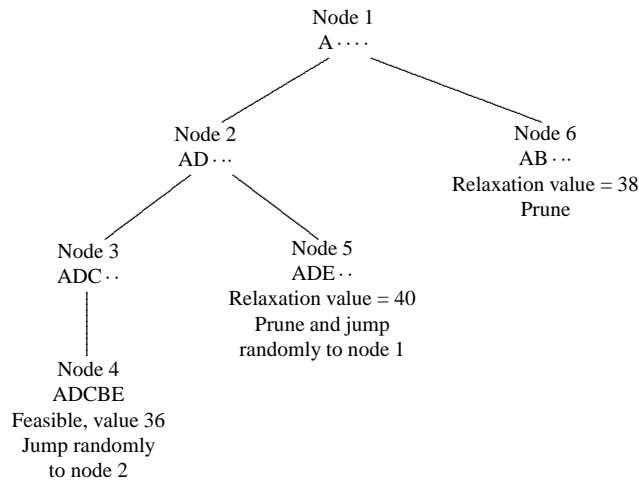 Node 1
A · · · ·
Node 2
AD · · ·
Node 6
AB · · ·
Relaxation value = 38
Prune
Node 3
ADC · ·
Node 5
ADE · ·
Relaxation value = 40
Prune and jump
randomly to node 1
Node 4
ADCBE
Feasible, value 36
Jump randomly
to node 2